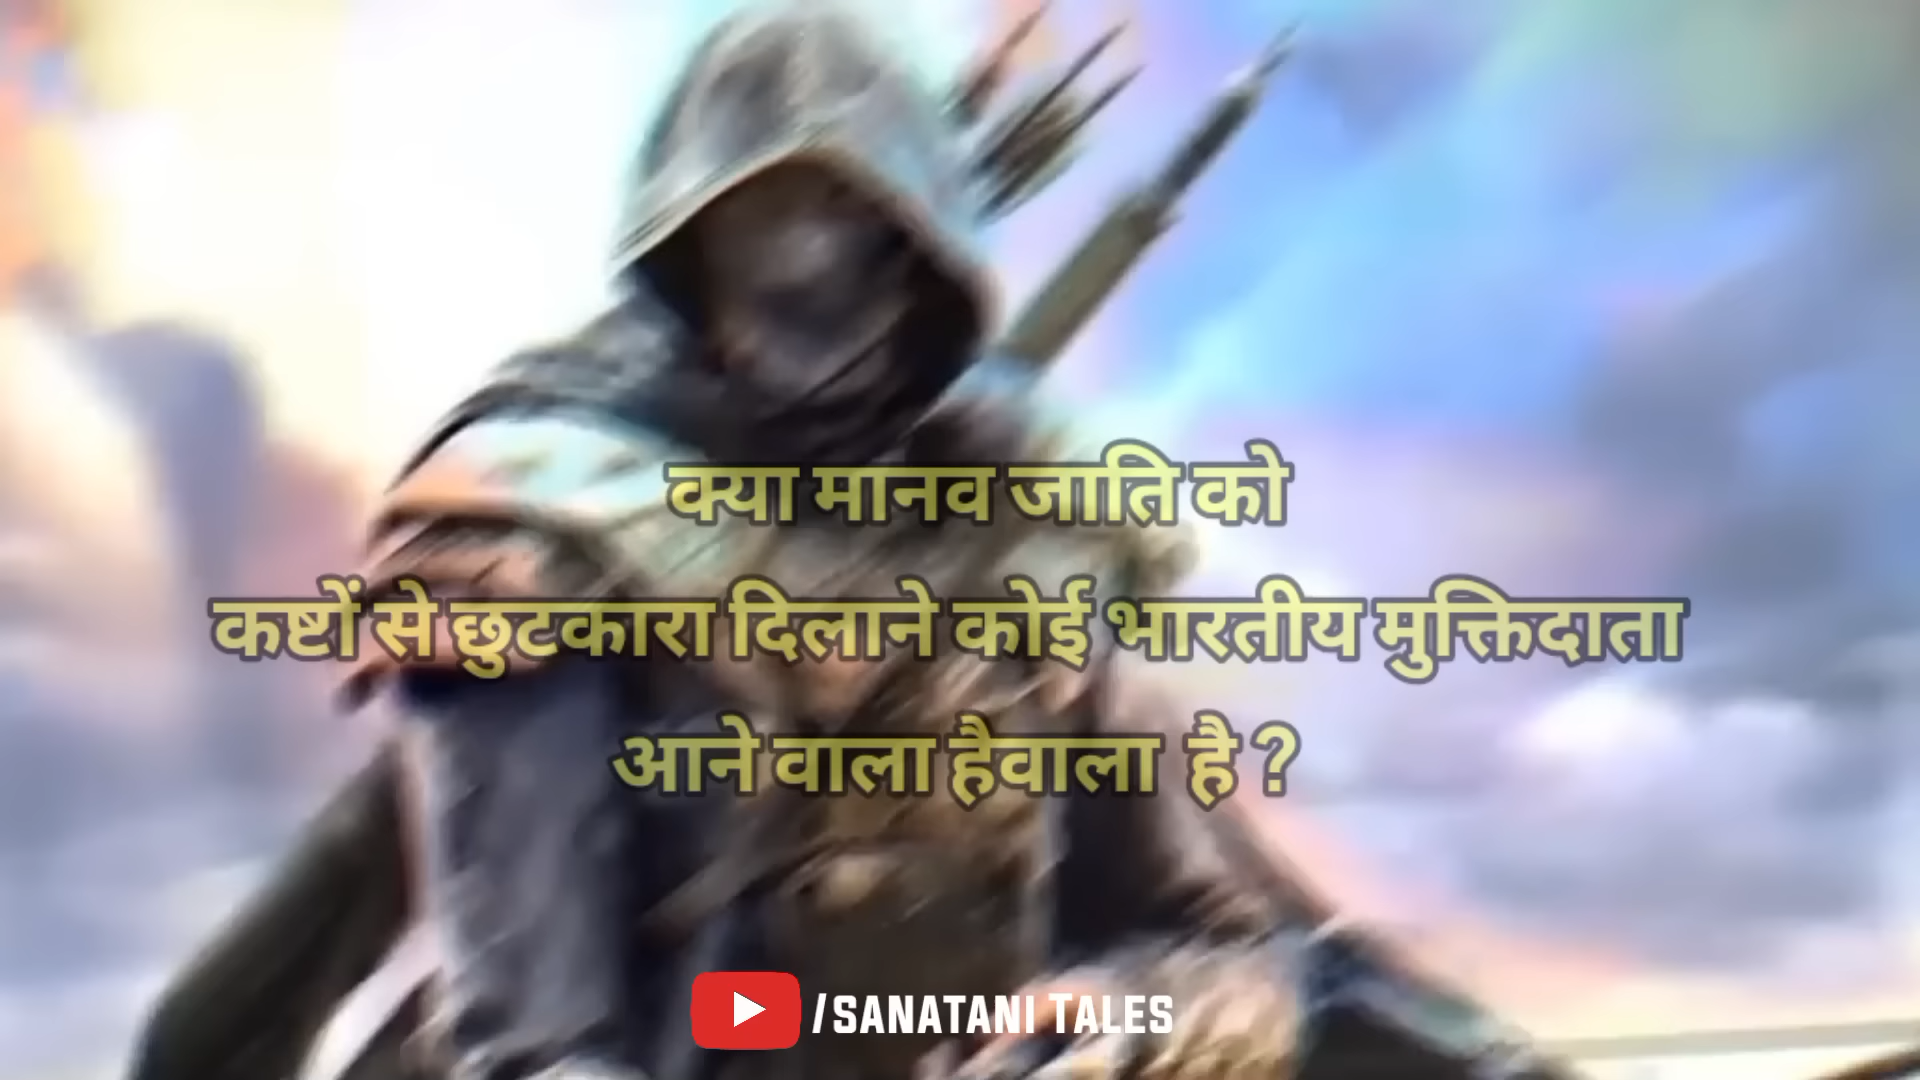 क्या मानव जाति को
कष्टों से छुटकारा दिलाने कोई भारतीय मुक्तिदाता
आने वाला हैवाला है ?
/SANATANI TALES